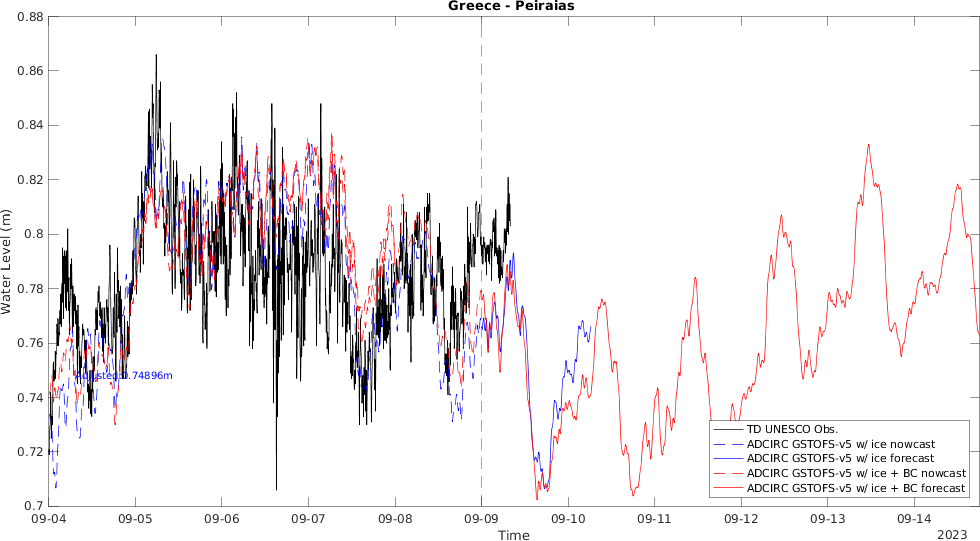 Greece - Peiraias
0.88
0.86
0.84
0.82
0.8
0.78
0.76
0.74
0.72
0.7
Water Level (m)
Adjusted:0.74896m
TD UNESCO Obs.
ADCIRC GSTOFS-v5 w/ ice nowcast
ADCIRC GSTOFS-v5 w/ ice forecast
ADCIRC GSTOFS-v5 w/ ice + BC nowcast
ADCIRC GSTOFS-v5 w/ ice + BC forecast
09-04 09-05 09-06 09-07 09-08 09-09 09-10 09-11 09-12 09-13 09-14
Time
2023